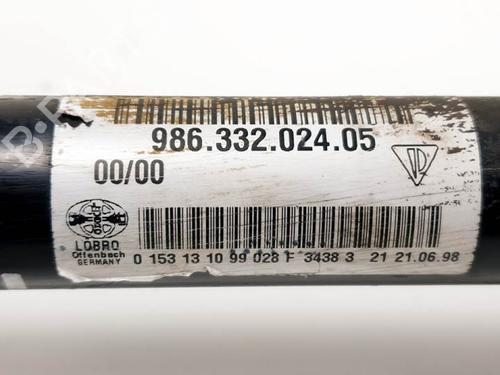 986.332.024.05
00/00
LÖBRO
Offenbach
GERMANY
0 153 13 10 99 028 F 3438 3 21 21.06.98
B-PARTS